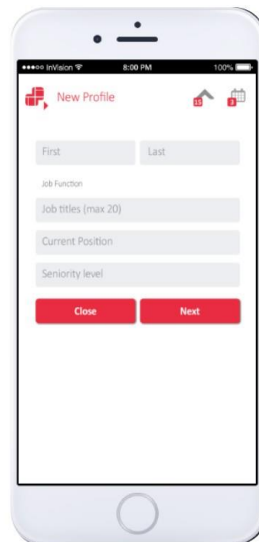 ●●●○○ InVision 8:00 PM 100%
New Profile 15 3
First Last
Job Function
Job titles (max 20)
Current Position
Seniority level
Close Next